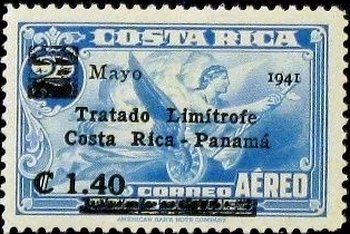 COSTA RICA
Mayo 1941
Tratado Limítrofe
Costa Rica - Panamá
₡ 1.40
CORREO AÉREO
AMERICAN BANK NOTE COMPANY